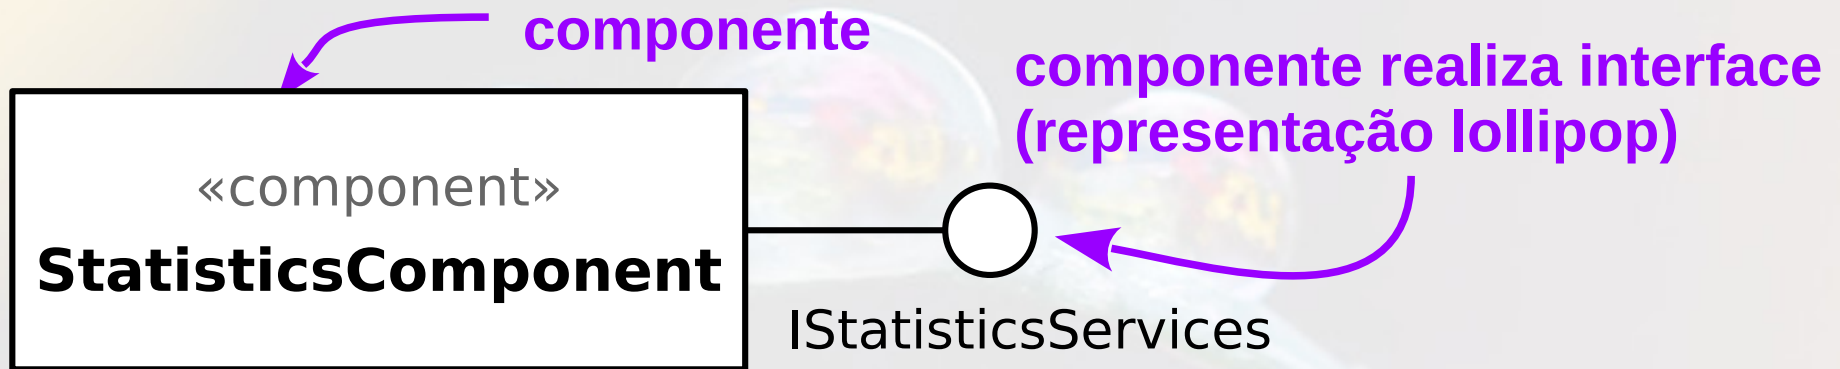 componente
componente realiza interface
(representação lollipop)
«component»
StatisticsComponent
IStatisticsServices